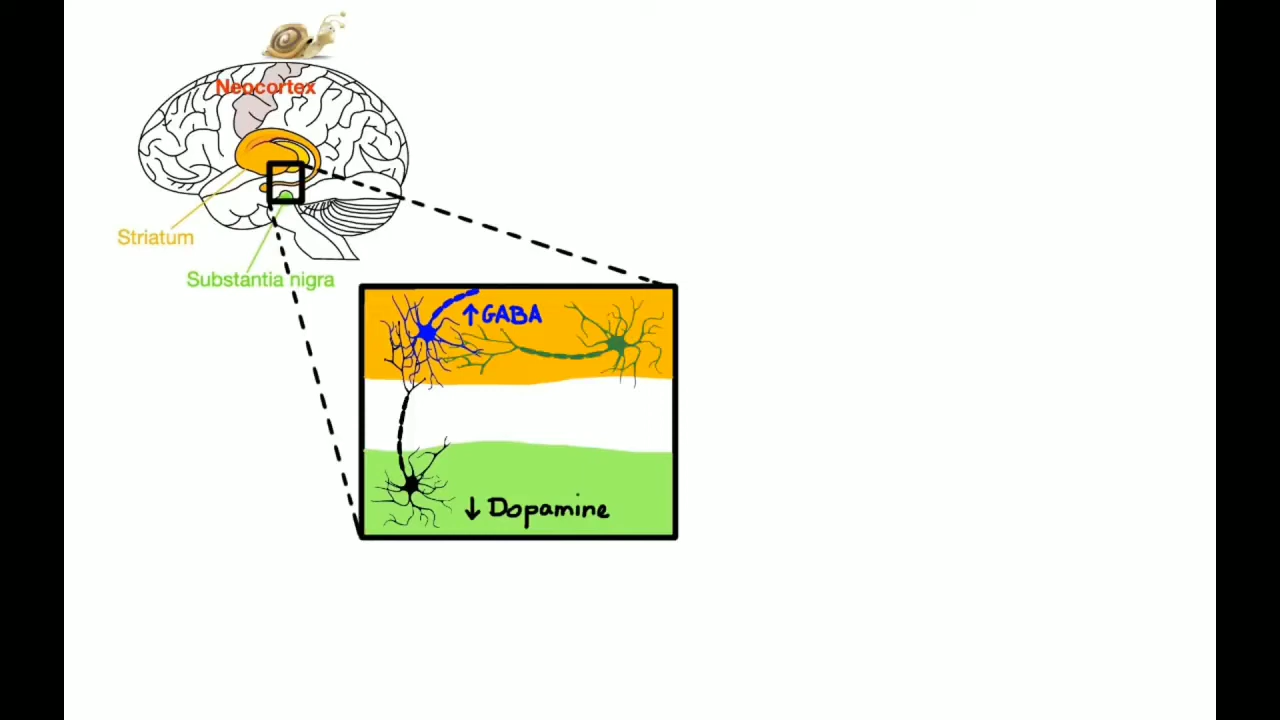 Neocortex
Striatum
Substantia nigra
↑GABA
↓ Dopamine